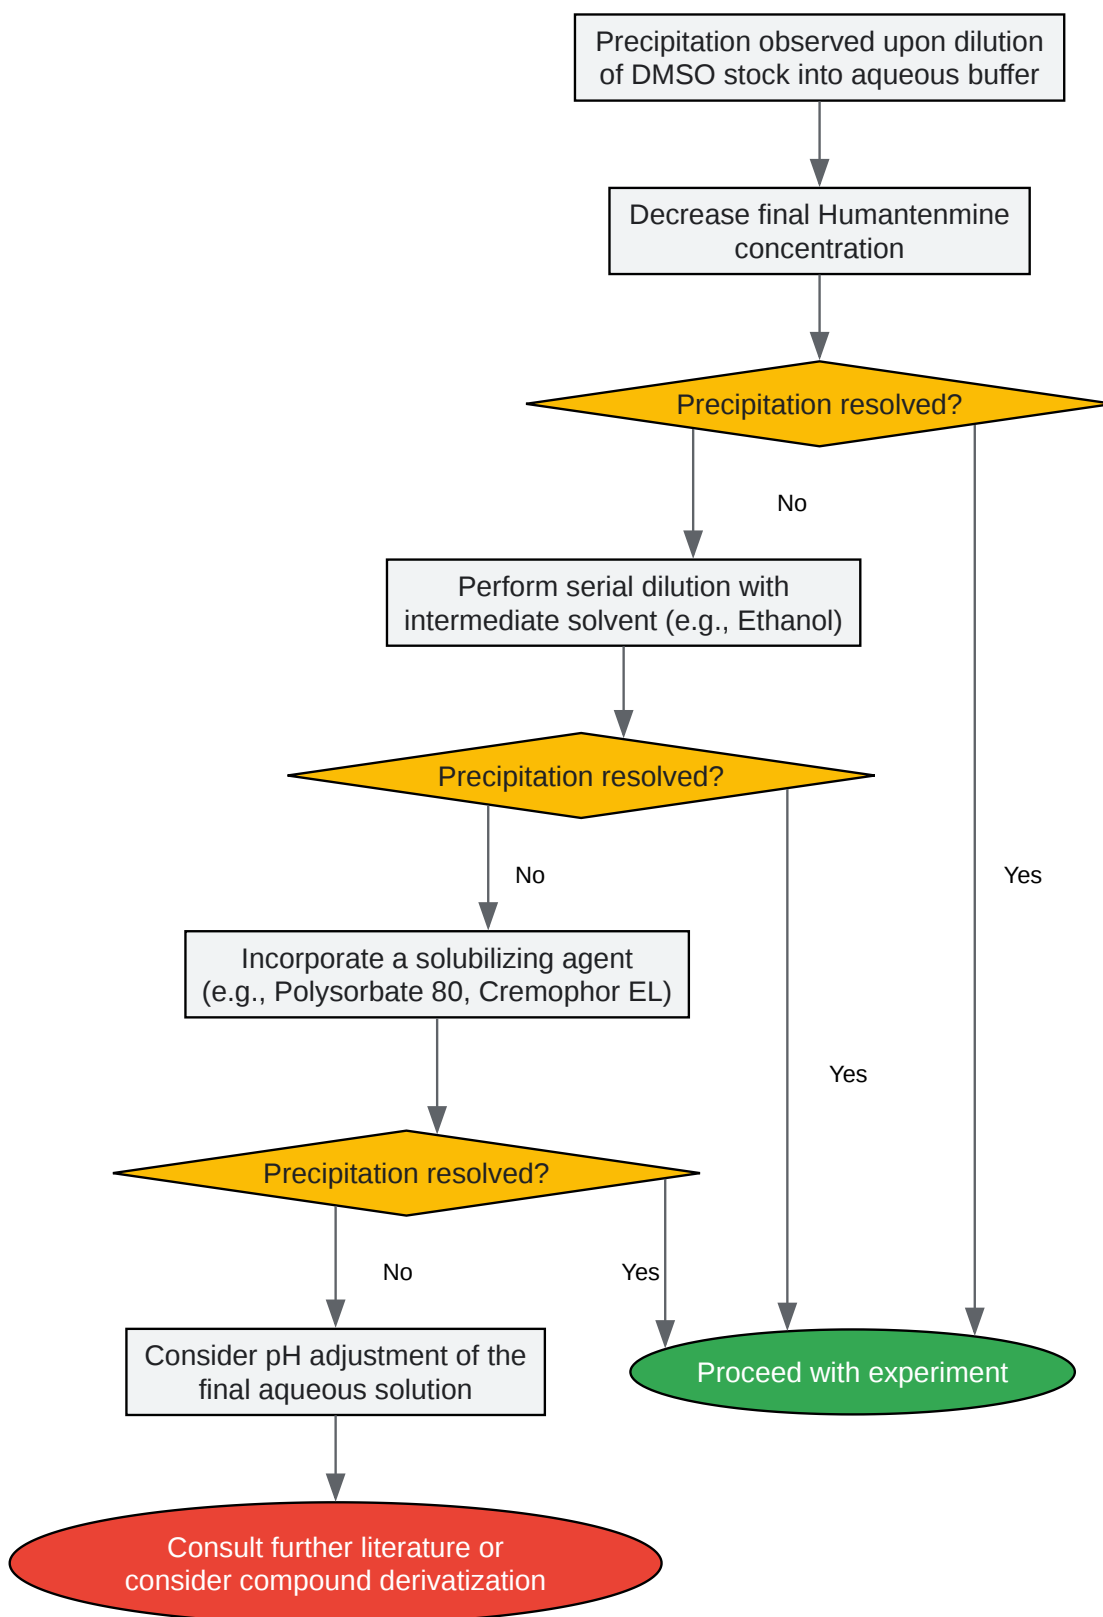 Precipitation observed upon dilution
of DMSO stock into aqueous buffer
Decrease final Humantenmine
concentration
Precipitation resolved?
No
Perform serial dilution with
intermediate solvent (e.g., Ethanol)
Precipitation resolved?
No
Yes
Incorporate a solubilizing agent
(e.g., Polysorbate 80, Cremophor EL)
Yes
Precipitation resolved?
No
Yes
Consider pH adjustment of the
final aqueous solution
Proceed with experiment
Consult further literature or
consider compound derivatization